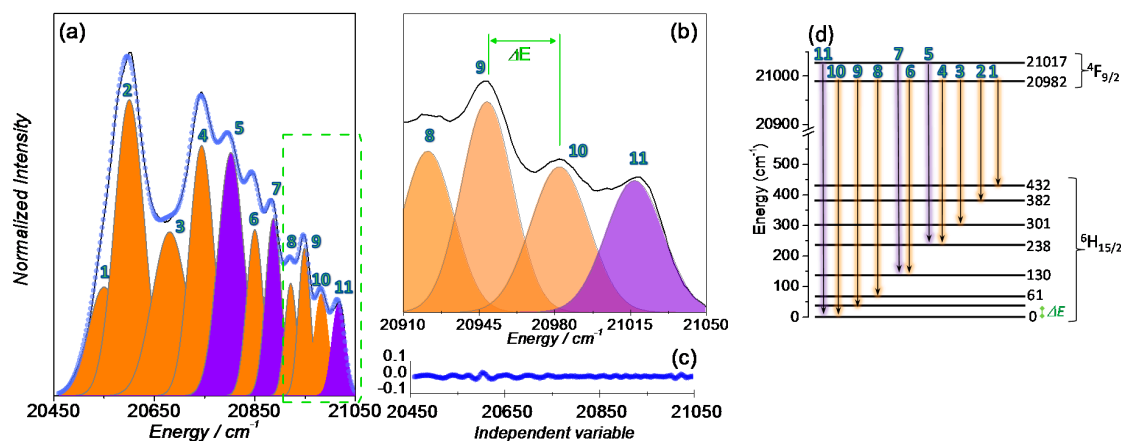 (a)
Normalized Intensity
1
2
3
4
5
6
7
8
9
10
11
20450 20650 20850 21050
Energy / cm⁻¹
(b)
ΔE
8
9
10
11
20910 20945 20980 21015 21050
Energy / cm⁻¹
(c)
0.1
0.0
-0.1
20450 20650 20850 21050
Independent variable
(d)
11 10 9 8 7 6 5 4 3 2 1
Energy (cm⁻¹)
21000
20900
500
400
300
200
100
0
21017
20982
⁴F9/2
432
382
301
238
130
61
0
ΔE
⁶H15/2